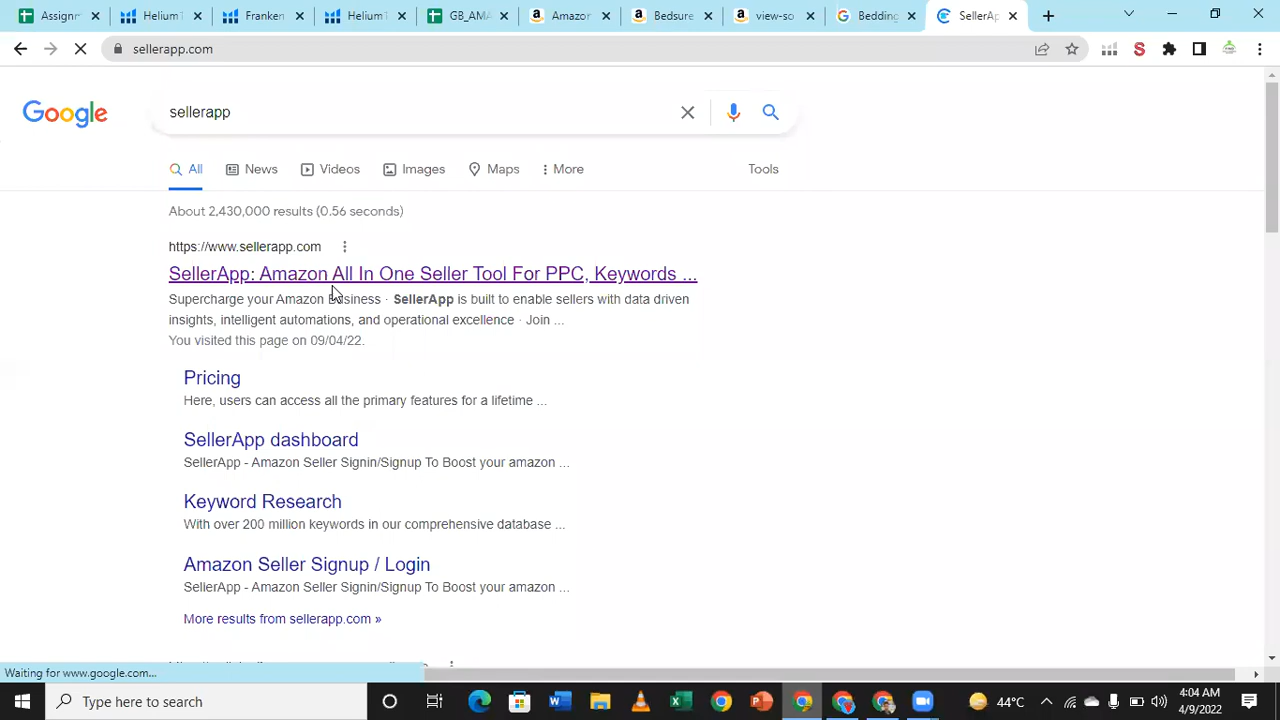 Assignm
Helium
Franken
Helium
GB_AMA
Amazon
Bedsure
view-so
Bedding
SellerAp
sellerapp.com
Google
sellerapp
All
News
Videos
Images
Maps
More
Tools
About 2,430,000 results (0.56 seconds)
https://www.sellerapp.com
SellerApp: Amazon All In One Seller Tool For PPC, Keywords ...
Supercharge your Amazon Business · SellerApp is built to enable sellers with data driven
insights, intelligent automations, and operational excellence · Join ...
You visited this page on 09/04/22.
Pricing
Here, users can access all the primary features for a lifetime ...
SellerApp dashboard
SellerApp - Amazon Seller Signin/Signup To Boost your amazon ...
Keyword Research
With over 200 million keywords in our comprehensive database ...
Amazon Seller Signup / Login
SellerApp - Amazon Seller Signin/Signup To Boost your amazon ...
More results from sellerapp.com »
Waiting for www.google.com...
Type here to search
44°C
4:04 AM
4/9/2022